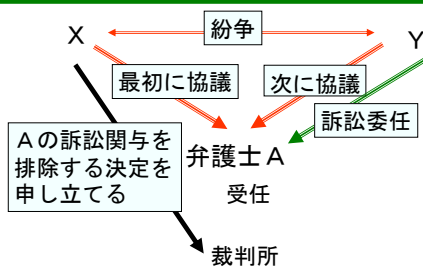 紛争
X
Y
最初に協議
次に協議
訴訟委任
Aの訴訟関与を
排除する決定を
申し立てる
弁護士A
受任
裁判所